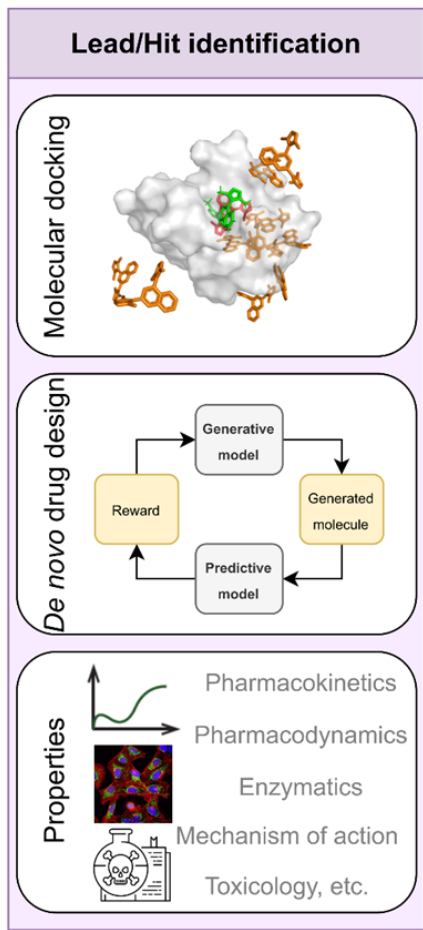 Lead/Hit identification
Molecular docking
De novo drug design
Generative
model
Reward
Generated
molecule
Predictive
model
Properties
Pharmacokinetics
Pharmacodynamics
Enzymatics
Mechanism of action
Toxicology, etc.